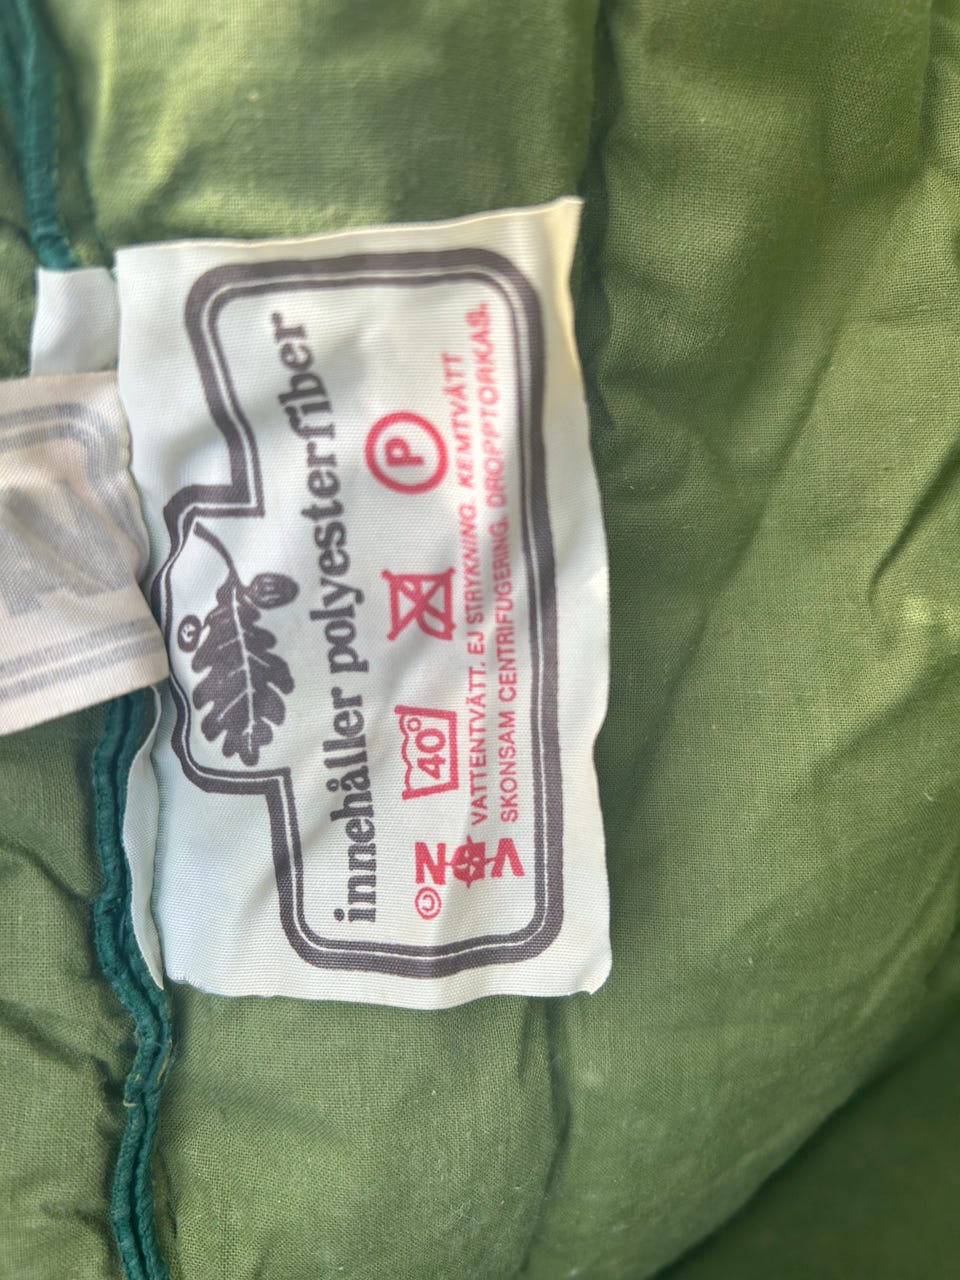 innehåller polyesterfiber
40° P
VATTENTVÄTT. EJ STRYKNING. KEMTVÄTT
SKONSAM CENTRIFUGERING. DROPPTORKAS.